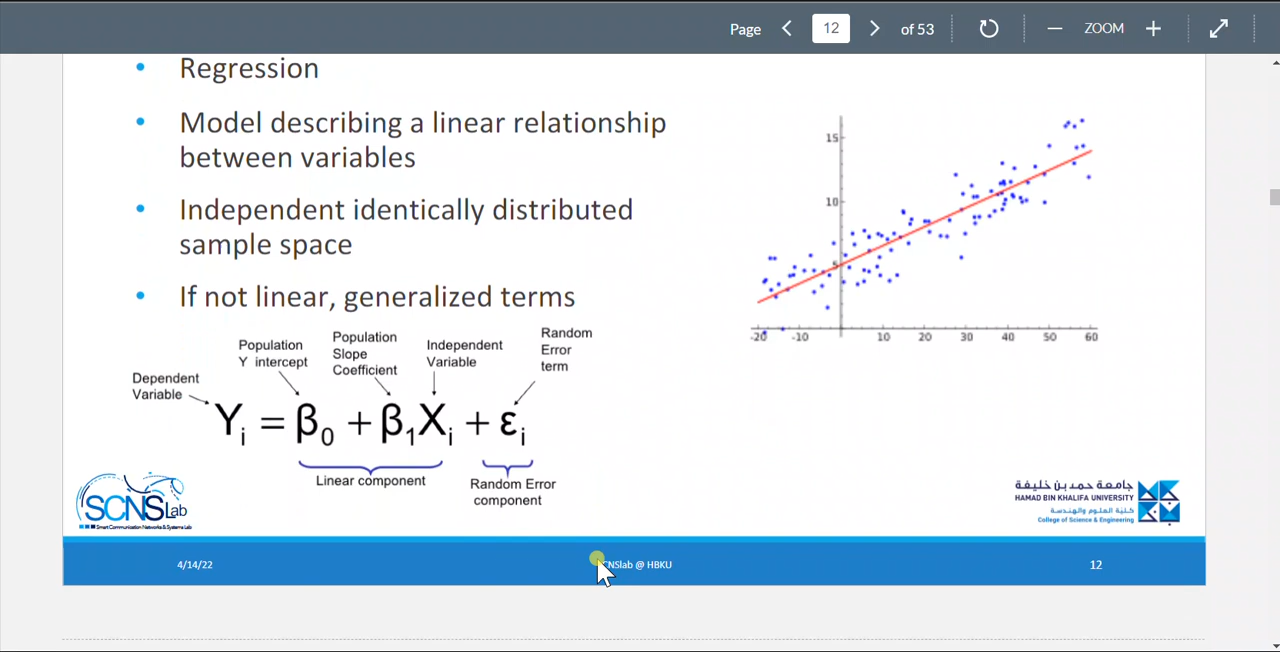 Page 12 of 53 ZOOM
• Regression
• Model describing a linear relationship
between variables
• Independent identically distributed
sample space
• If not linear, generalized terms
15
10
5
-20 -10 10 20 30 40 50 60
Population
Y intercept
Population
Slope
Coefficient
Independent
Variable
Random
Error
term
Dependent
Variable
Yi = β0 + β1Xi + εi
Linear component
Random Error
component
SCNSLab
Smart Communication Networks & Systems Lab
جامعة حمد بن خليفة
HAMAD BIN KHALIFA UNIVERSITY
كلية العلوم والهندسة
College of Science & Engineering
4/14/22
CNSlab @ HBKU
12